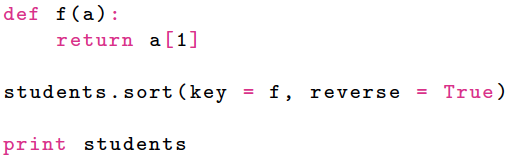 def f(a):
    return a[1]
students.sort(key = f, reverse = True)
print students